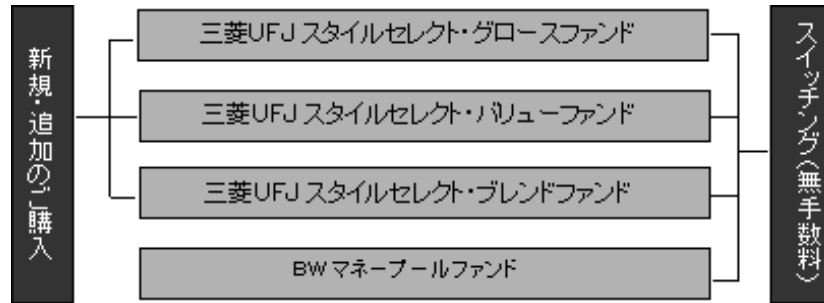 新規・追加のご購入
三菱UFJ スタイルセレクト・グロースファンド
三菱UFJ スタイルセレクト・バリューファンド
三菱UFJ スタイルセレクト・ブレンドファンド
BW マネープールファンド
スイッチング(無手数料)